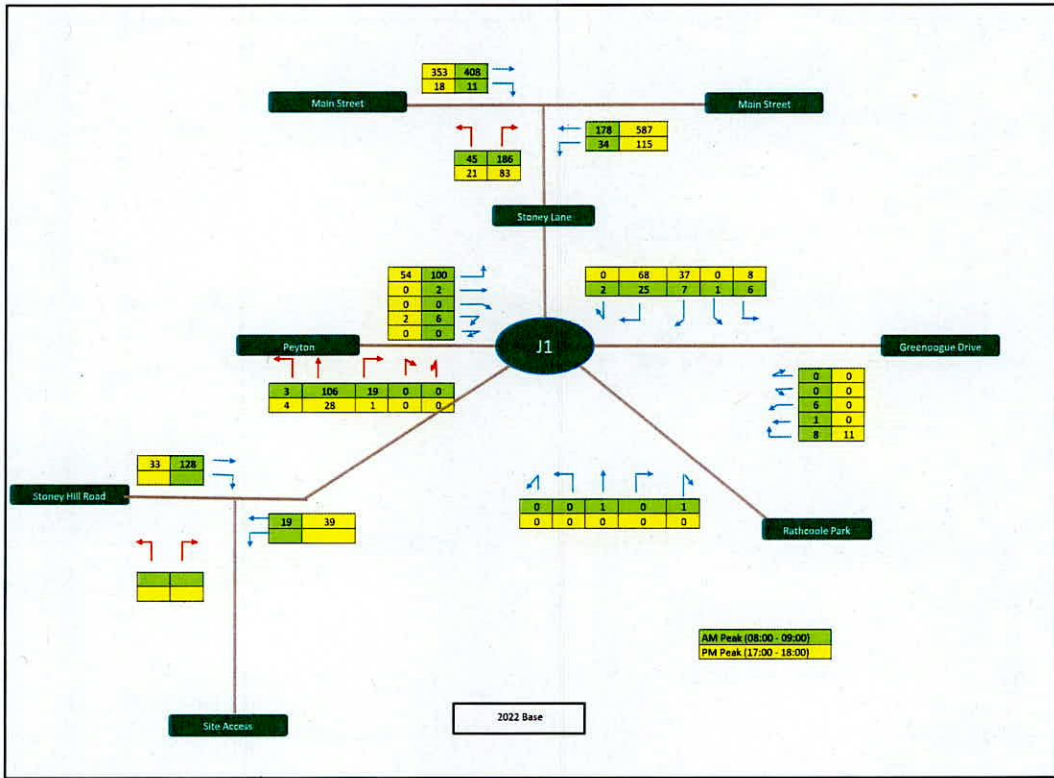 353 408
18 11
Main Street
Main Street
178 587
34 115
45 186
21 83
Stoney Lane
54 100
0 2
0 0
2 6
0 0
0 68 37 0 8
2 25 7 1 6
Peyton
J1
Greenogue Drive
3 106 19 0 0
4 28 1 0 0
0 0
0 0
6 0
1 0
8 11
33 128
Stoney Hill Road
19 39
0 0 1 0 1
0 0 0 0 0
Rathcoole Park
AM Peak (08:00 - 09:00)
PM Peak (17:00 - 18:00)
2022 Base
Site Access